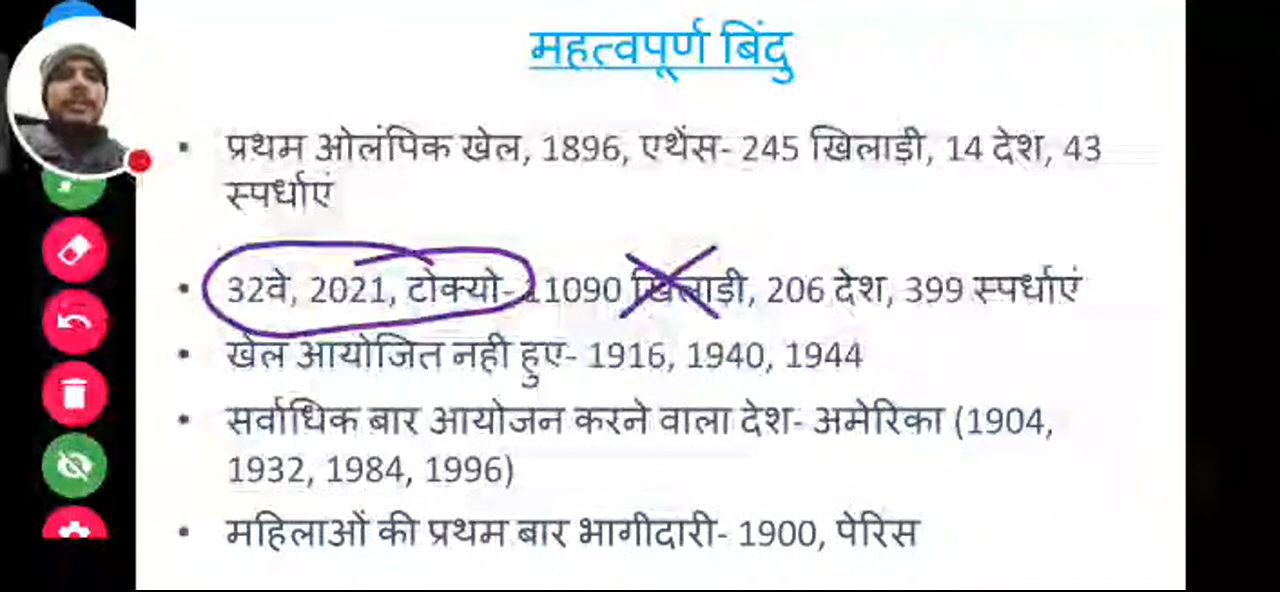 महत्वपूर्ण बिंदु
• प्रथम ओलंपिक खेल, 1896, एथेंस- 245 खिलाड़ी, 14 देश, 43
स्पर्धाएं
• 32वे, 2021, टोक्यो- 11090 खिलाड़ी, 206 देश, 399 स्पर्धाएं
• खेल आयोजित नही हुए- 1916, 1940, 1944
• सर्वाधिक बार आयोजन करने वाला देश- अमेरिका (1904,
1932, 1984, 1996)
• महिलाओं की प्रथम बार भागीदारी- 1900, पेरिस